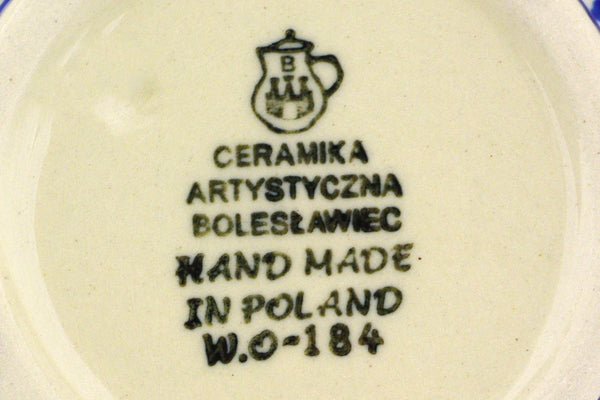 B
CERAMIKA
ARTYSTYCZNA
BOLESŁAWIEC
HAND MADE
IN POLAND
W.O-184